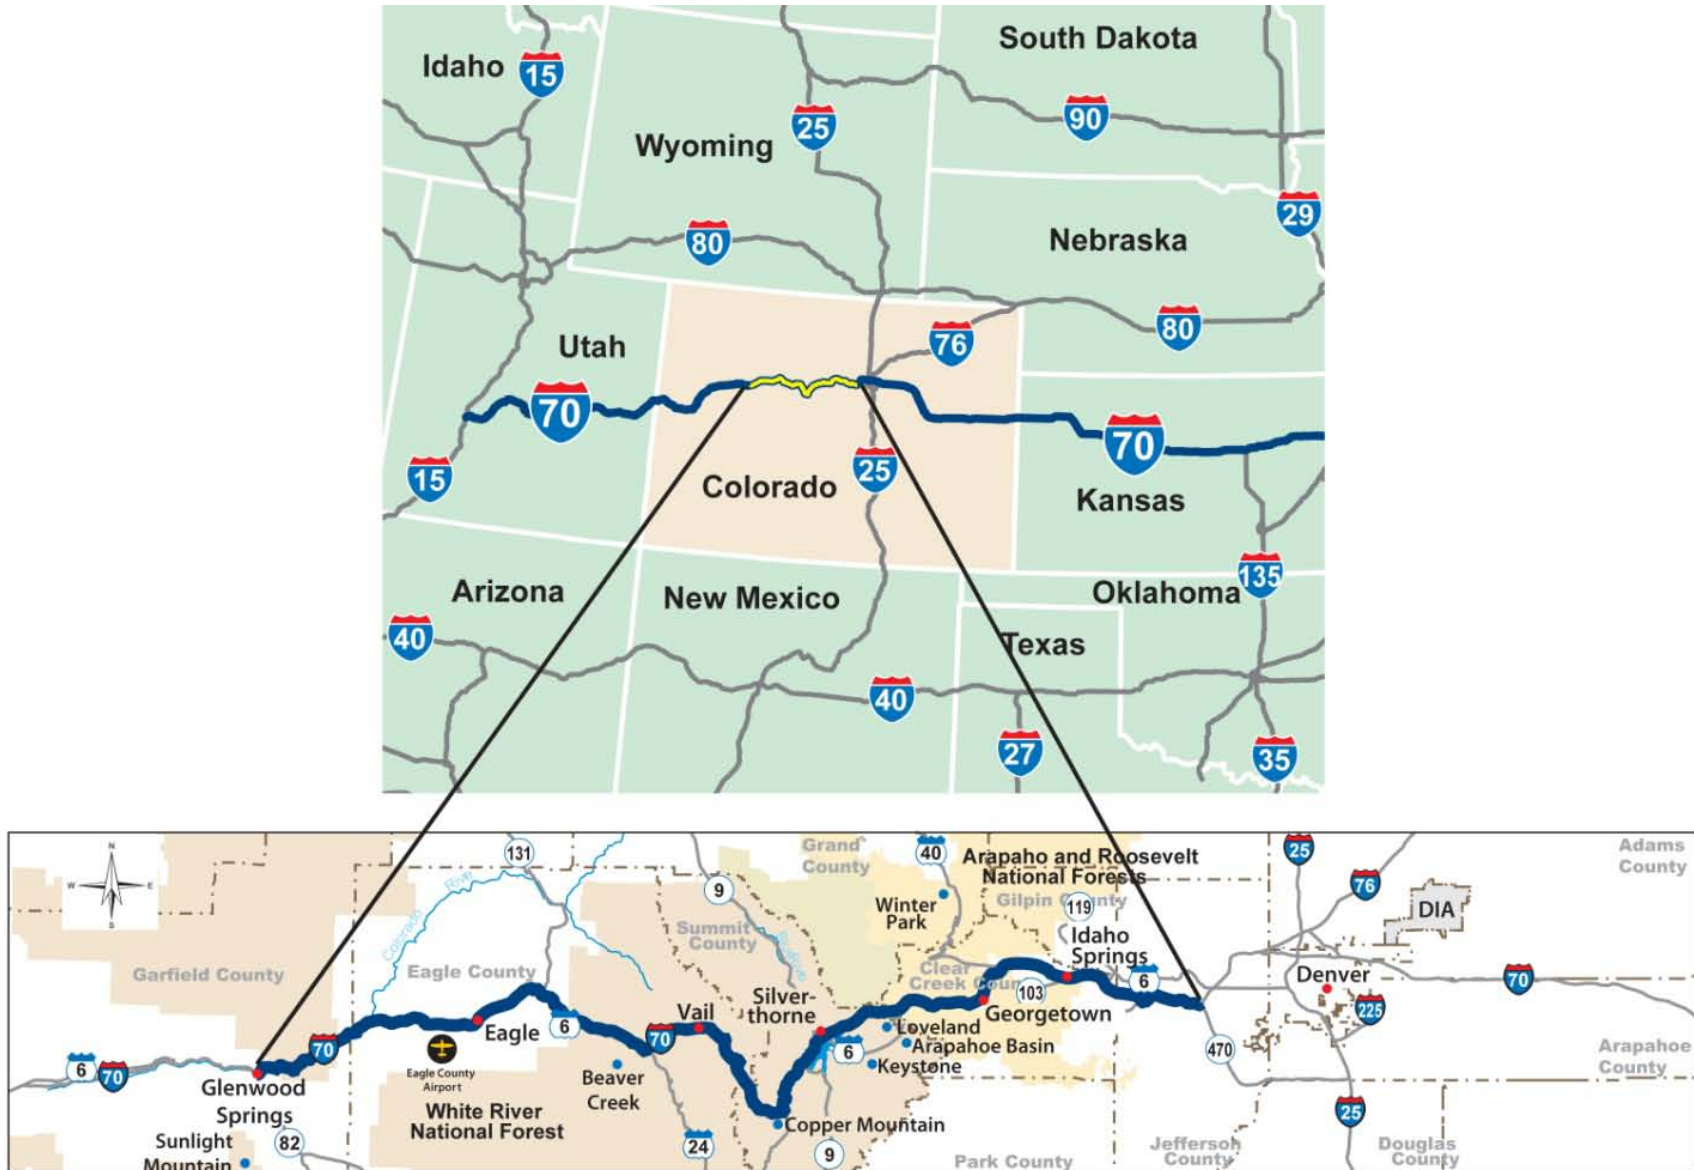 South Dakota
Idaho
15
90
25
Wyoming
29
80
Nebraska
76
80
Utah
70
70
25
15
Colorado
Kansas
135
Arizona
New Mexico
Oklahoma
40
Texas
40
27
35
N
W
E
S
131
Grand
County
40
Arapaho and Roosevelt
National Forests
25
Adams
County
76
River
Colorado
9
Winter
Park
Gilpin County
119
DIA
Summit
County
Idaho
Springs
Garfield County
Eagle County
Clear
Creek County
103
6
Denver
70
Silver-
thorne
Vail
Georgetown
225
Eagle
6
70
Loveland
Arapahoe Basin
Keystone
6
470
Arapahoe
County
70
6
70
Glenwood
Springs
Eagle County
Airport
Beaver
Creek
White River
National Forest
Copper Mountain
25
Sunlight
Mountain
82
24
9
Park County
Jefferson
County
Douglas
County